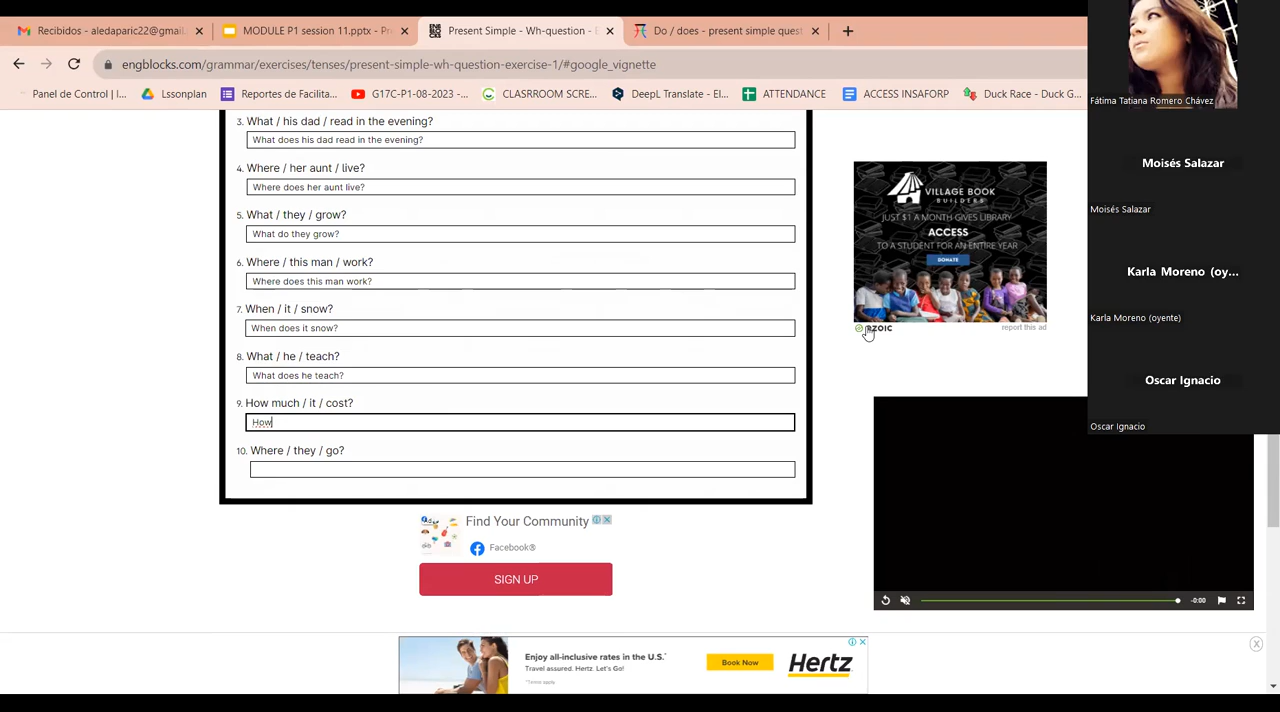 Recibidos - aledaparic22@gmail.
MODULE P1 session 11.pptx - Pr
Present Simple - Wh-question - E
Do / does - present simple quest
engblocks.com/grammar/exercises/tenses/present-simple-wh-question-exercise-1/#google_vignette
Panel de Control | I...
Lssonplan
Reportes de Facilita...
G17C-P1-08-2023 -...
CLASRROOM SCRE...
DeepL Translate - El...
ATTENDANCE
ACCESS INSAFORP
Duck Race - Duck G...
3. What / his dad / read in the evening?
What does his dad read in the evening?
4. Where / her aunt / live?
Where does her aunt live?
5. What / they / grow?
What do they grow?
6. Where / this man / work?
Where does this man work?
7. When / it / snow?
When does it snow?
8. What / he / teach?
What does he teach?
9. How much / it / cost?
How
10. Where / they / go?
VILLAGE BOOK
BUILDERS
JUST $1 A MONTH GIVES LIBRARY
ACCESS
TO A STUDENT FOR AN ENTIRE YEAR
DONATE
EZOIC
report this ad
Find Your Community
Facebook®
SIGN UP
-0:00
Enjoy all-inclusive rates in the U.S.*
Travel assured. Hertz. Let's Go!
*Terms apply.
Book Now
Hertz
Fátima Tatiana Romero Chávez
Moisés Salazar
Moisés Salazar
Karla Moreno (oy...
Karla Moreno (oyente)
Oscar Ignacio
Oscar Ignacio